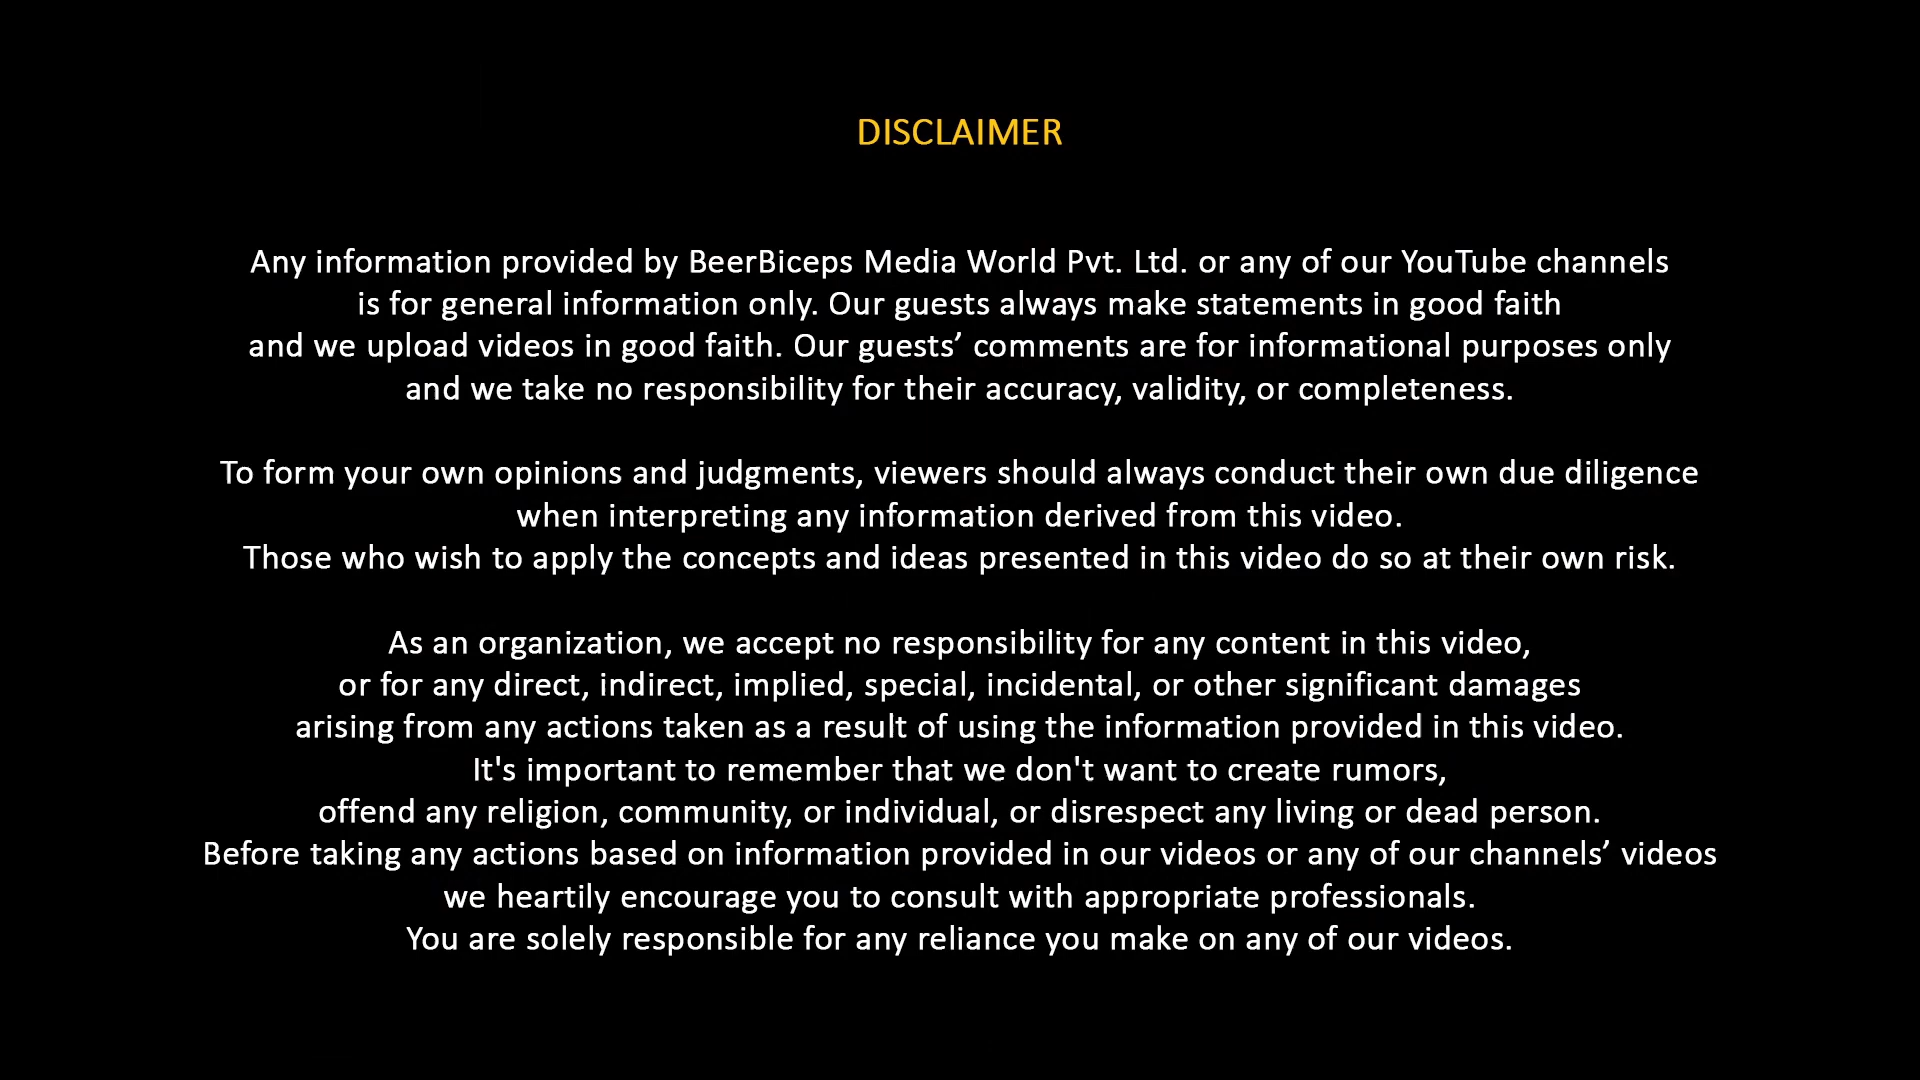 DISCLAIMER
Any information provided by BeerBiceps Media World Pvt. Ltd. or any of our YouTube channels
is for general information only. Our guests always make statements in good faith
and we upload videos in good faith. Our guests’ comments are for informational purposes only
and we take no responsibility for their accuracy, validity, or completeness.
To form your own opinions and judgments, viewers should always conduct their own due diligence
when interpreting any information derived from this video.
Those who wish to apply the concepts and ideas presented in this video do so at their own risk.
As an organization, we accept no responsibility for any content in this video,
or for any direct, indirect, implied, special, incidental, or other significant damages
arising from any actions taken as a result of using the information provided in this video.
It's important to remember that we don't want to create rumors,
offend any religion, community, or individual, or disrespect any living or dead person.
Before taking any actions based on information provided in our videos or any of our channels’ videos
we heartily encourage you to consult with appropriate professionals.
You are solely responsible for any reliance you make on any of our videos.